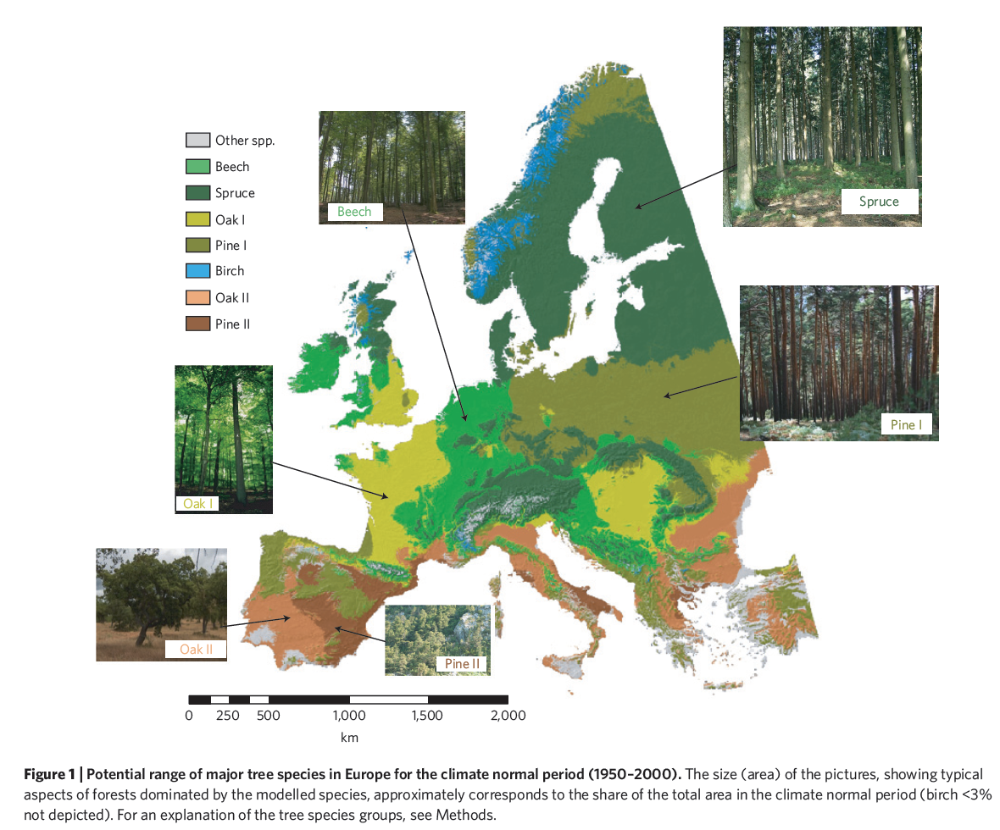 Other spp.
Beech
Spruce
Oak I
Pine I
Birch
Oak II
Pine II
Beech
Spruce
Pine I
Oak I
Oak II
Pine II
0 250 500 1,000 1,500 2,000
km
Figure 1 | Potential range of major tree species in Europe for the climate normal period (1950–2000). The size (area) of the pictures, showing typical
aspects of forests dominated by the modelled species, approximately corresponds to the share of the total area in the climate normal period (birch <3%
not depicted). For an explanation of the tree species groups, see Methods.